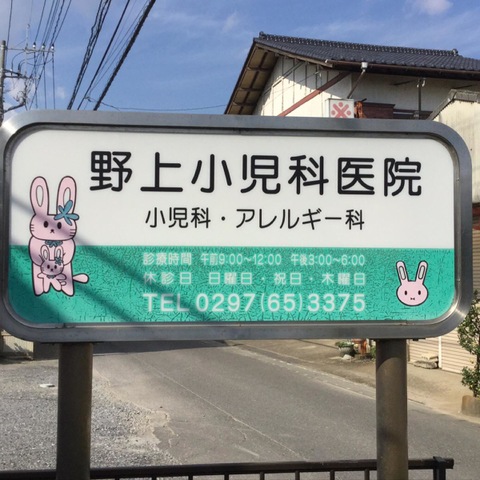 野上小児科医院
小児科・アレルギー科
診療時間 午前9:00~12:00 午後3:00~6:00
休診日 日曜日・祝日・木曜日
TEL 0297(65)3375